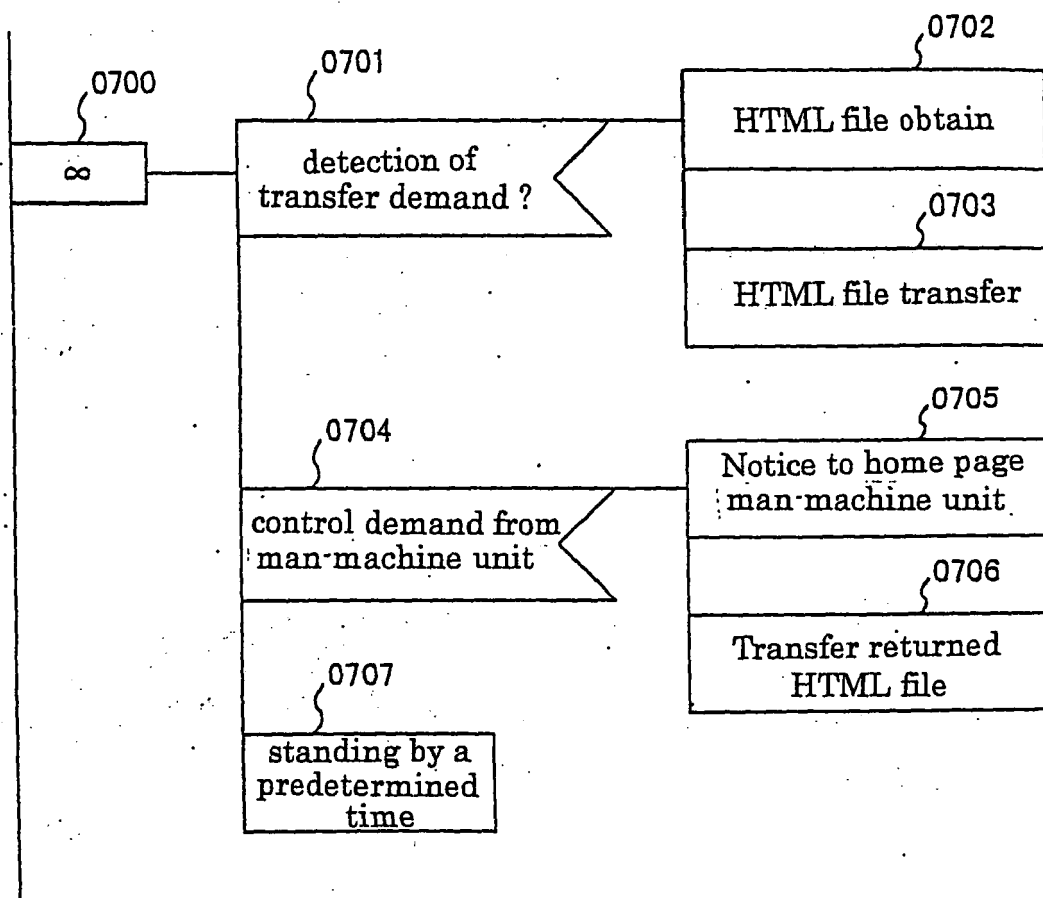 0700
∞
0701
detection of
transfer demand ?
0702
HTML file obtain
0703
HTML file transfer
0704
control demand from
man-machine unit
0705
Notice to home page
man-machine unit
0706
Transfer returned
HTML file
0707
standing by a
predetermined
time